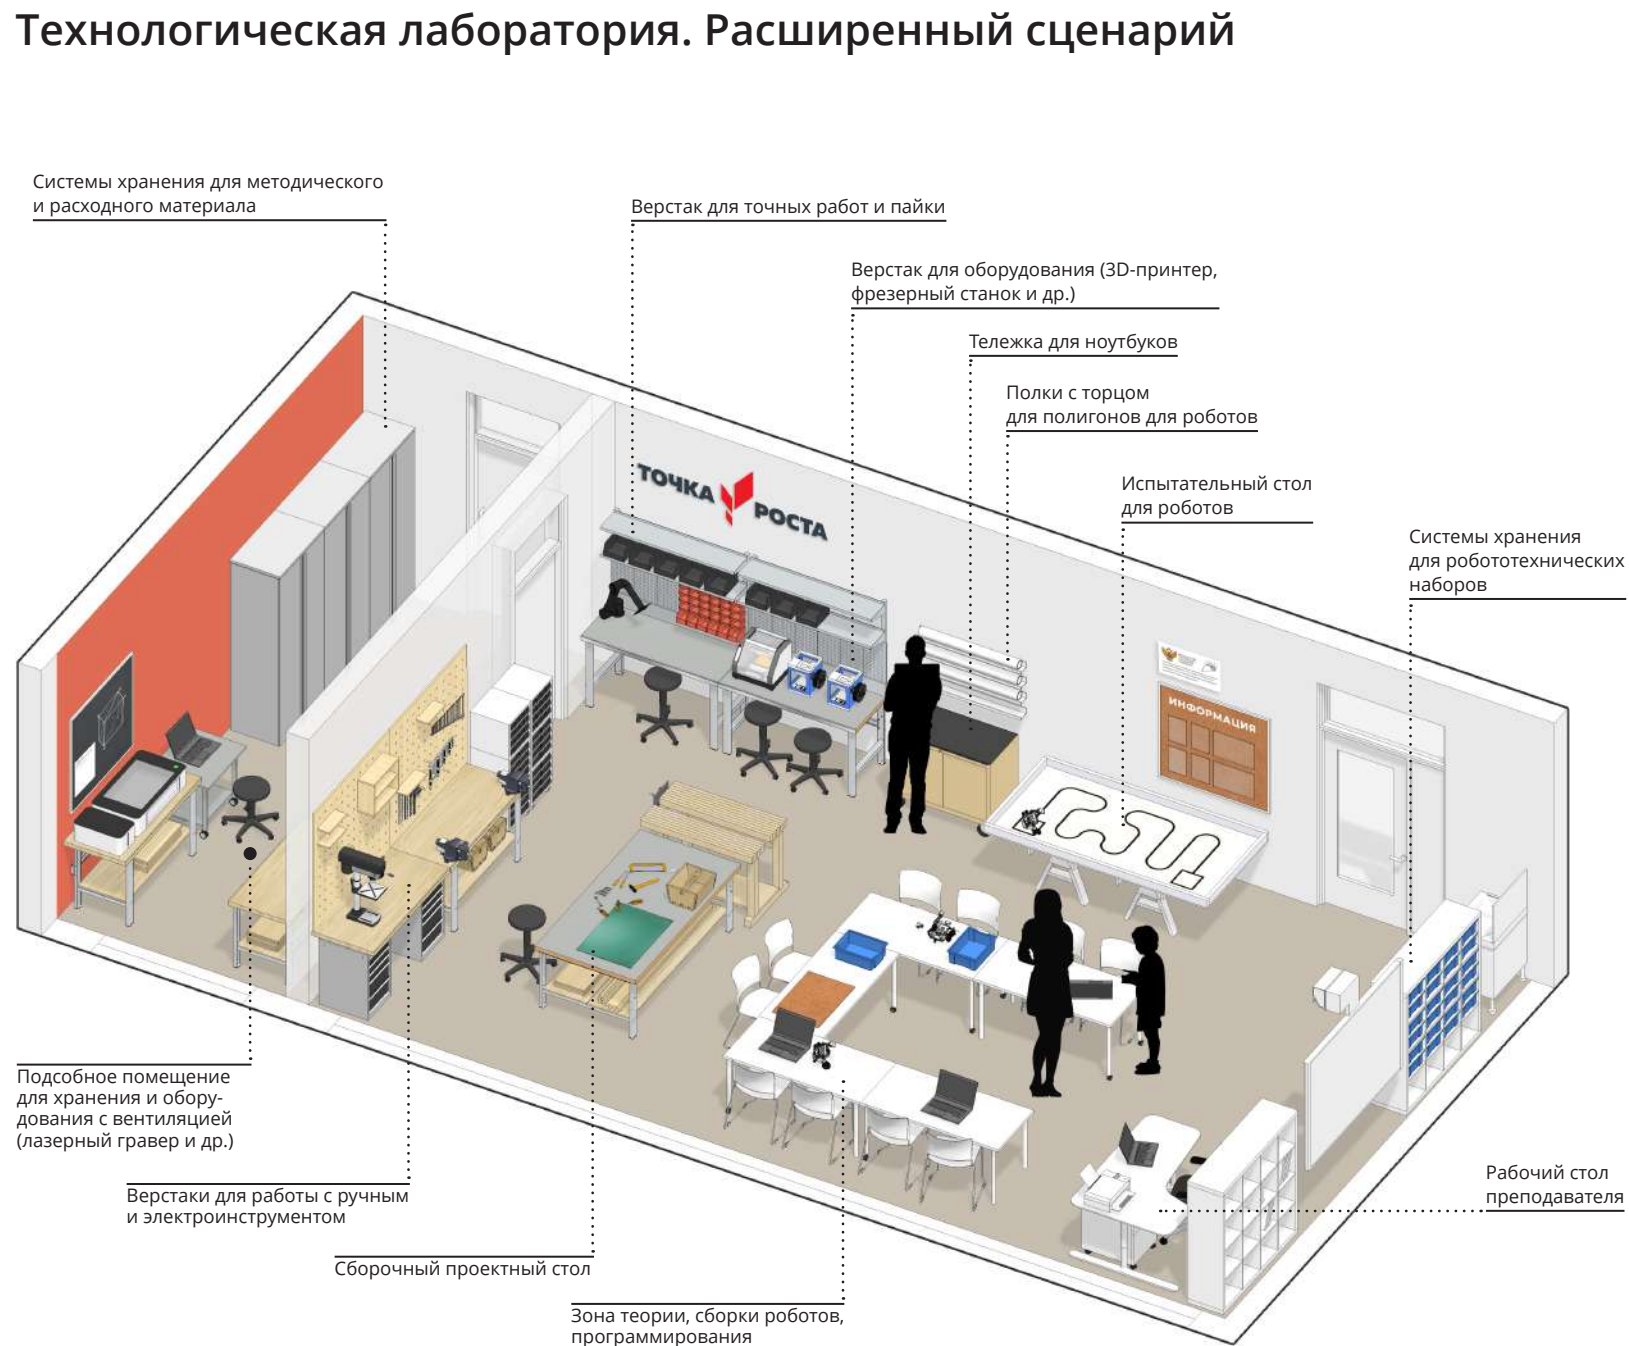 Технологическая лаборатория. Расширенный сценарий
Системы хранения для методического
и расходного материала
Верстак для точных работ и пайки
Верстак для оборудования (3D-принтер,
фрезерный станок и др.)
Тележка для ноутбуков
Полки с торцом
для полигонов для роботов
Испытательный стол
для роботов
Системы хранения
для робототехнических
наборов
ТОЧКА
РОСТА
ИНФОРМАЦИЯ
Подсобное помещение
для хранения и обору-
дования с вентиляцией
(лазерный гравер и др.)
Верстаки для работы с ручным
и электроинструментом
Сборочный проектный стол
Зона теории, сборки роботов,
программирования
Рабочий стол
преподавателя